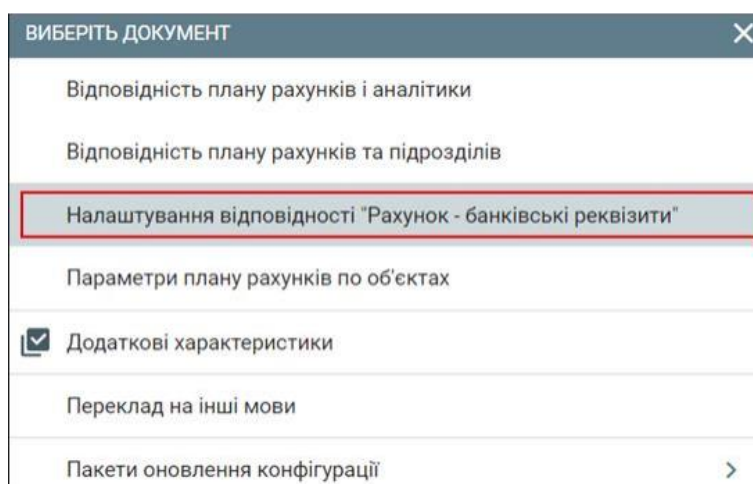 ВИБЕРІТЬ ДОКУМЕНТ
Відповідність плану рахунків і аналітики
Відповідність плану рахунків та підрозділів
Налаштування відповідності "Рахунок - банківські реквізити"
Параметри плану рахунків по об'єктах
Додаткові характеристики
Переклад на інші мови
Пакети оновлення конфігурації